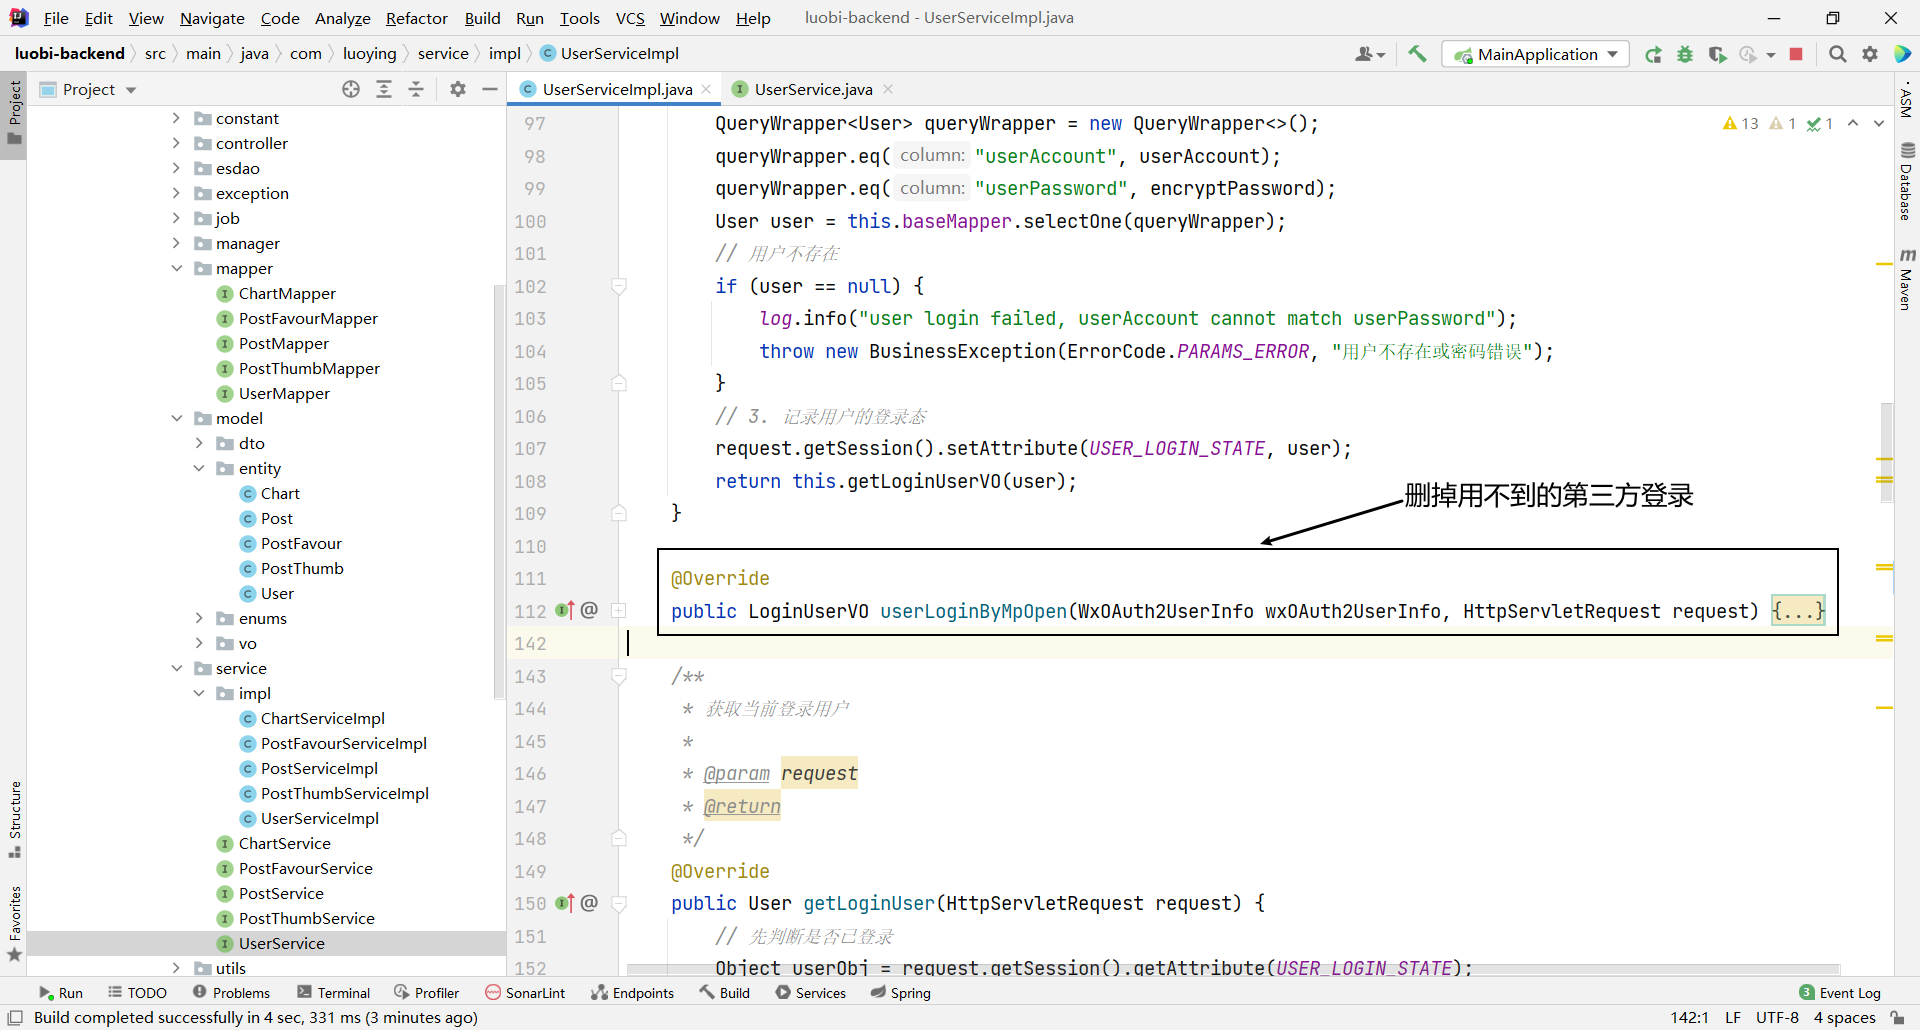 File Edit View Navigate Code Analyze Refactor Build Run Tools VCS Window Help luobi-backend - UserServiceImpl.java
luobi-backend src main java com luoying service impl UserServiceImpl MainApplication
Project
UserServiceImpl.java UserService.java
Project
Structure
Favorites
constant
controller
esdao
exception
job
manager
mapper
ChartMapper
PostFavourMapper
PostMapper
PostThumbMapper
UserMapper
model
dto
entity
Chart
Post
PostFavour
PostThumb
User
enums
vo
service
impl
ChartServiceImpl
PostFavourServiceImpl
PostServiceImpl
PostThumbServiceImpl
UserServiceImpl
ChartService
PostFavourService
PostService
PostThumbService
UserService
utils
13 1 1
97 QueryWrapper<User> queryWrapper = new QueryWrapper<>();
98 queryWrapper.eq( column: "userAccount", userAccount);
99 queryWrapper.eq( column: "userPassword", encryptPassword);
100 User user = this.baseMapper.selectOne(queryWrapper);
101 // 用户不存在
102 if (user == null) {
103 log.info("user login failed, userAccount cannot match userPassword");
104 throw new BusinessException(ErrorCode.PARAMS_ERROR, "用户不存在或密码错误");
105 }
106 // 3. 记录用户的登录态
107 request.getSession().setAttribute(USER_LOGIN_STATE, user);
108 return this.getLoginUserVO(user);
删掉用不到的第三方登录
109 }
110
111 @Override
112 @ public LoginUserVO userLoginByMpOpen(WxOAuth2UserInfo wxOAuth2UserInfo, HttpServletRequest request) {...}
142
143 /**
144 * 获取当前登录用户
145 *
146 * @param request
147 * @return
148 */
149 @Override
150 @ public User getLoginUser(HttpServletRequest request) {
151 // 先判断是否已登录
152 Object userObj = request.getSession().getAttribute(USER_LOGIN_STATE);
ASM
Database
Maven
Run TODO Problems Terminal Profiler SonarLint Endpoints Build Services Spring 3 Event Log
Build completed successfully in 4 sec, 331 ms (3 minutes ago) 142:1 LF UTF-8 4 spaces